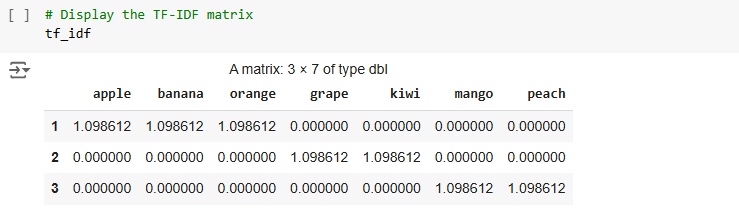 [ ] # Display the TF-IDF matrix
tf_idf
A matrix: 3 × 7 of type dbl
apple banana orange grape kiwi mango peach
1 1.098612 1.098612 1.098612 0.000000 0.000000 0.000000 0.000000
2 0.000000 0.000000 0.000000 1.098612 1.098612 0.000000 0.000000
3 0.000000 0.000000 0.000000 0.000000 0.000000 1.098612 1.098612